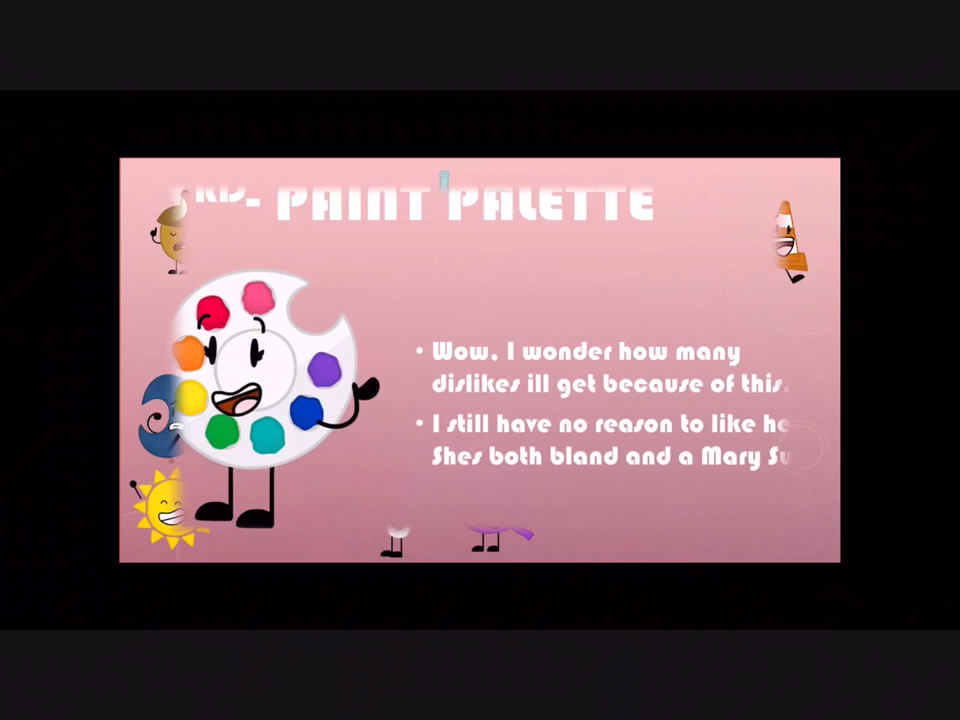 PAINT PALETTE
• Wow, I wonder how many
dislikes ill get because of this.
• I still have no reason to like
Shes both bland and a Mary